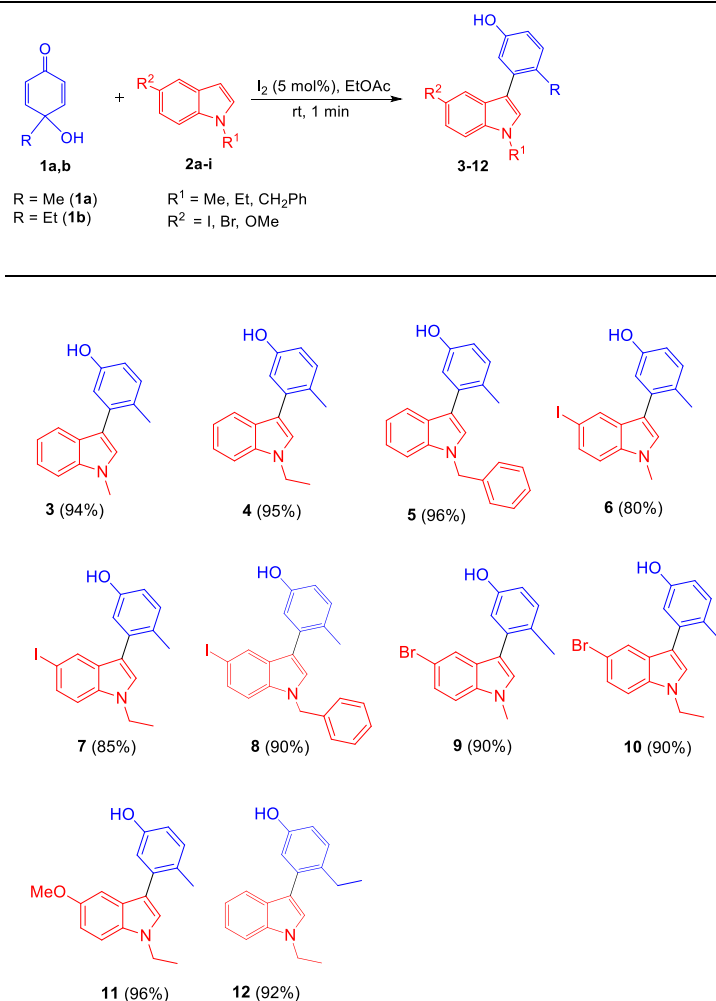 HO
O
R²
I₂ (5 mol%), EtOAc
R
+
R²
OH
N
rt, 1 min
N
R
R¹
R¹
1a,b
2a-i
3-12
R = Me (1a)
R¹ = Me, Et, CH₂Ph
R = Et (1b)
R² = I, Br, OMe
HO
HO
HO
HO
I
N
N
N
N
3 (94%)
4 (95%)
5 (96%)
6 (80%)
HO
HO
HO
HO
I
I
Br
Br
N
N
N
N
7 (85%)
8 (90%)
9 (90%)
10 (90%)
HO
HO
MeO
N
N
11 (96%)
12 (92%)